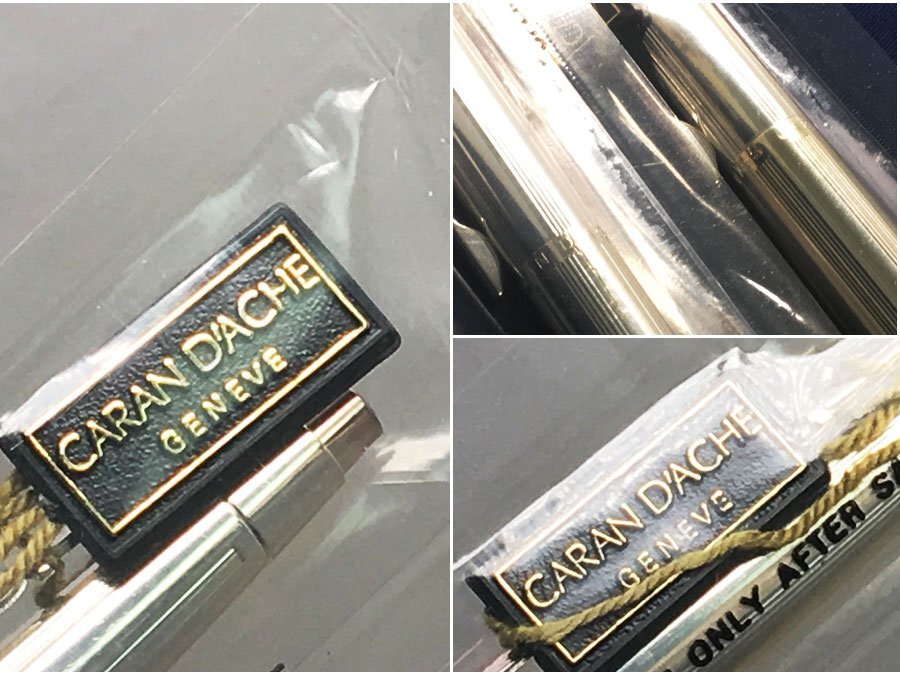 CARAN D'ACHE
GENEVE
CARAN D'ACHE
GENEVE
ONLY AFTER